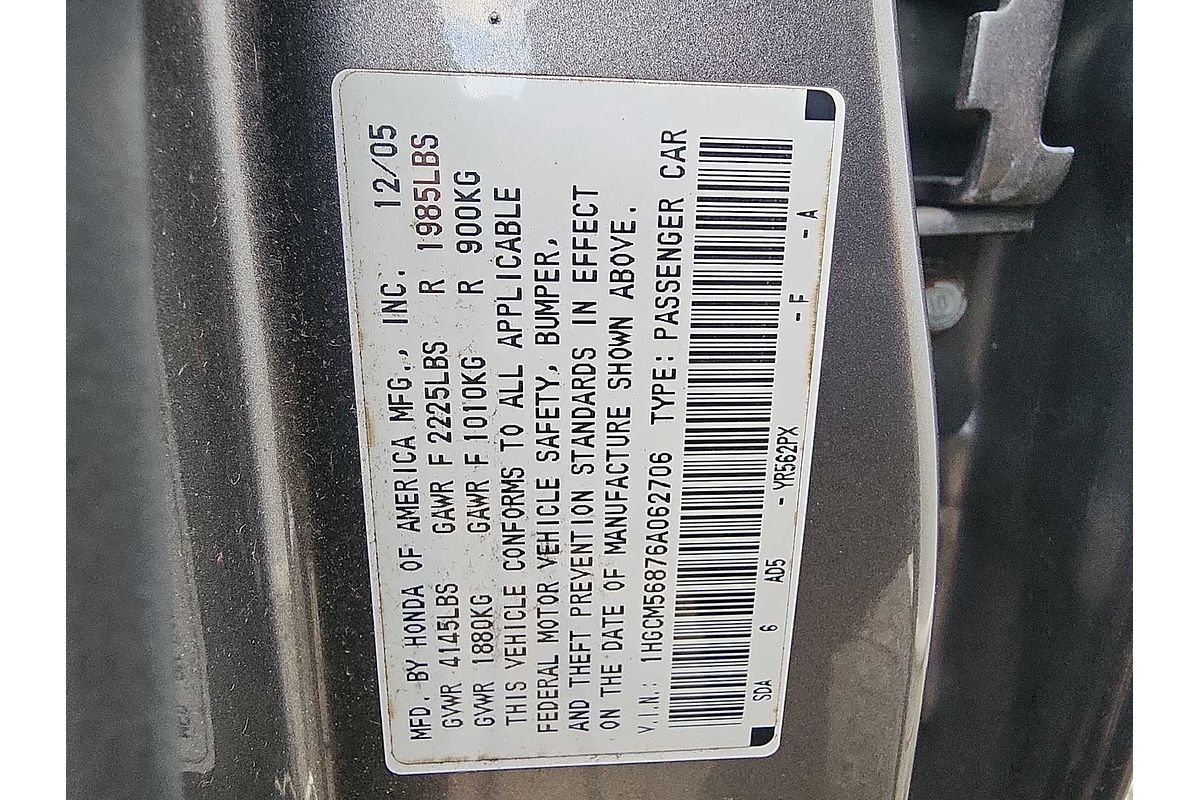 MFD. BY HONDA OF AMERICA MFG., INC. 12/05
GVWR 4145LBS GAWR F 2225LBS R 1985LBS
GVWR 1880KG GAWR F 1010KG R 900KG
THIS VEHICLE CONFORMS TO ALL APPLICABLE
FEDERAL MOTOR VEHICLE SAFETY, BUMPER,
AND THEFT PREVENTION STANDARDS IN EFFECT
ON THE DATE OF MANUFACTURE SHOWN ABOVE.
V.I.N.: 1HGCM56876A062706 TYPE: PASSENGER CAR
SDA 6 AD5 - YR562PX - F - A